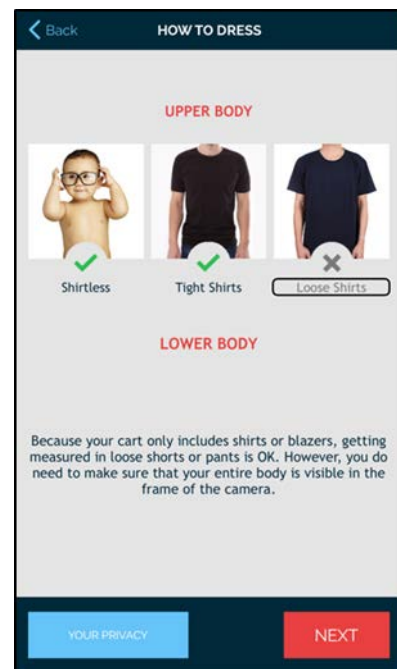 Back
HOW TO DRESS
UPPER BODY
Shirtless
Tight Shirts
Loose Shirts
LOWER BODY
Because your cart only includes shirts or blazers, getting
measured in loose shorts or pants is OK. However, you do
need to make sure that your entire body is visible in the
frame of the camera.
YOUR PRIVACY
NEXT